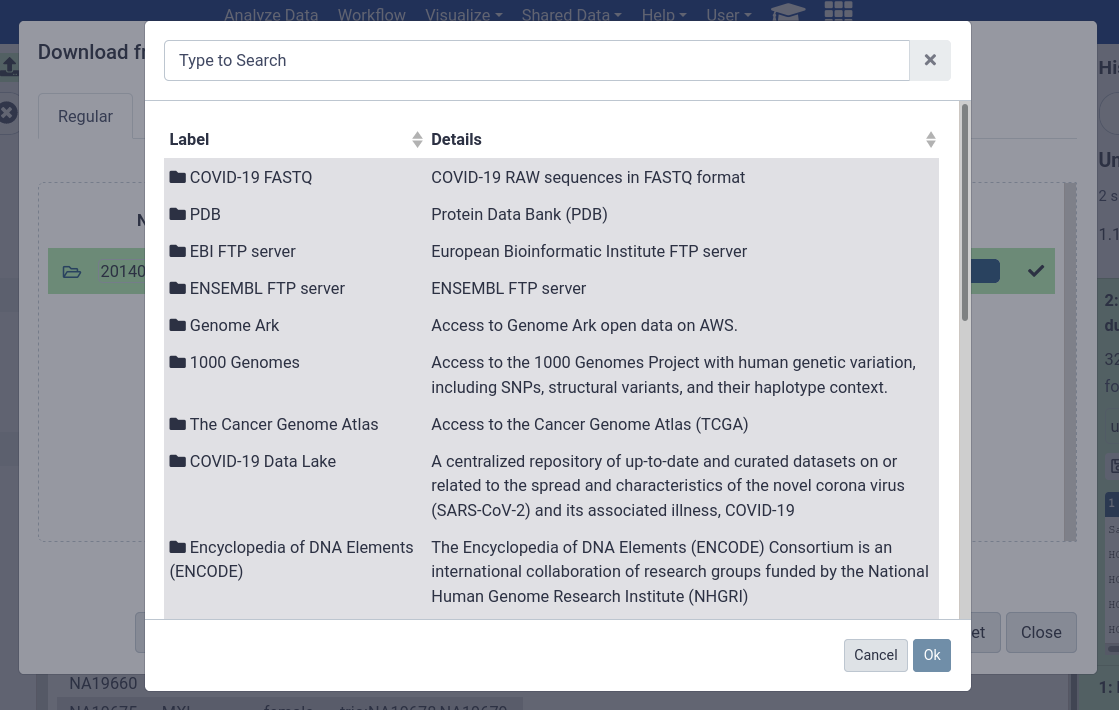 Analyze Data Workflow Visualize Shared Data Help User
Download fr
Type to Search
Regular
Label Details
COVID-19 FASTQ COVID-19 RAW sequences in FASTQ format
PDB Protein Data Bank (PDB)
EBI FTP server European Bioinformatic Institute FTP server
ENSEMBL FTP server ENSEMBL FTP server
Genome Ark Access to Genome Ark open data on AWS.
1000 Genomes Access to the 1000 Genomes Project with human genetic variation,
including SNPs, structural variants, and their haplotype context.
The Cancer Genome Atlas Access to the Cancer Genome Atlas (TCGA)
COVID-19 Data Lake A centralized repository of up-to-date and curated datasets on or
related to the spread and characteristics of the novel corona virus
(SARS-CoV-2) and its associated illness, COVID-19
Encyclopedia of DNA Elements The Encyclopedia of DNA Elements (ENCODE) Consortium is an
(ENCODE) international collaboration of research groups funded by the National
Human Genome Research Institute (NHGRI)
Cancel Ok
Close
20140
His
Un
2 s
1.1
2:
du
32
fo
u
et
NA19660
1: